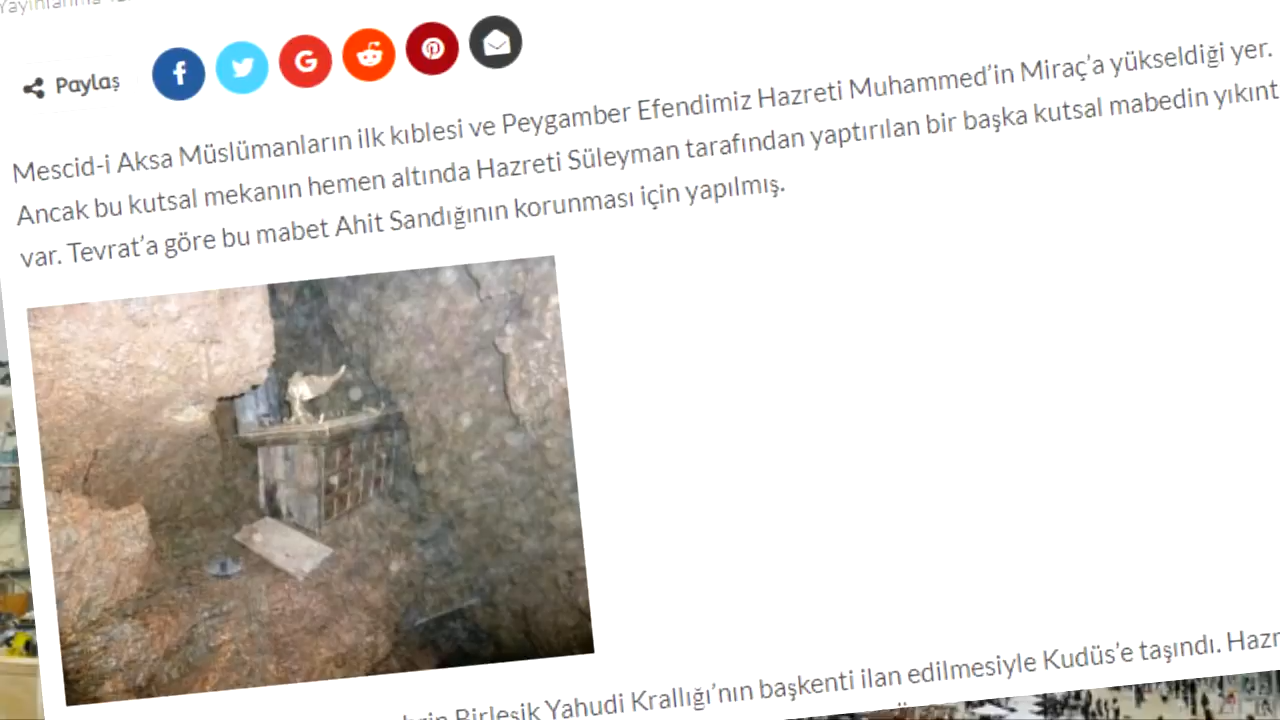 Paylaş
Mescid-i Aksa Müslümanların ilk kıblesi ve Peygamber Efendimiz Hazreti Muhammed’in Miraç’a yükseldiği yer.
Ancak bu kutsal mekanın hemen altında Hazreti Süleyman tarafından yaptırılan bir başka kutsal mabedin
var. Tevrat’a göre bu mabet Ahit Sandığının korunması için yapılmış.
Birleşik Yahudi Krallığı’nın başkenti ilan edilmesiyle Kudüs’e taşındı.